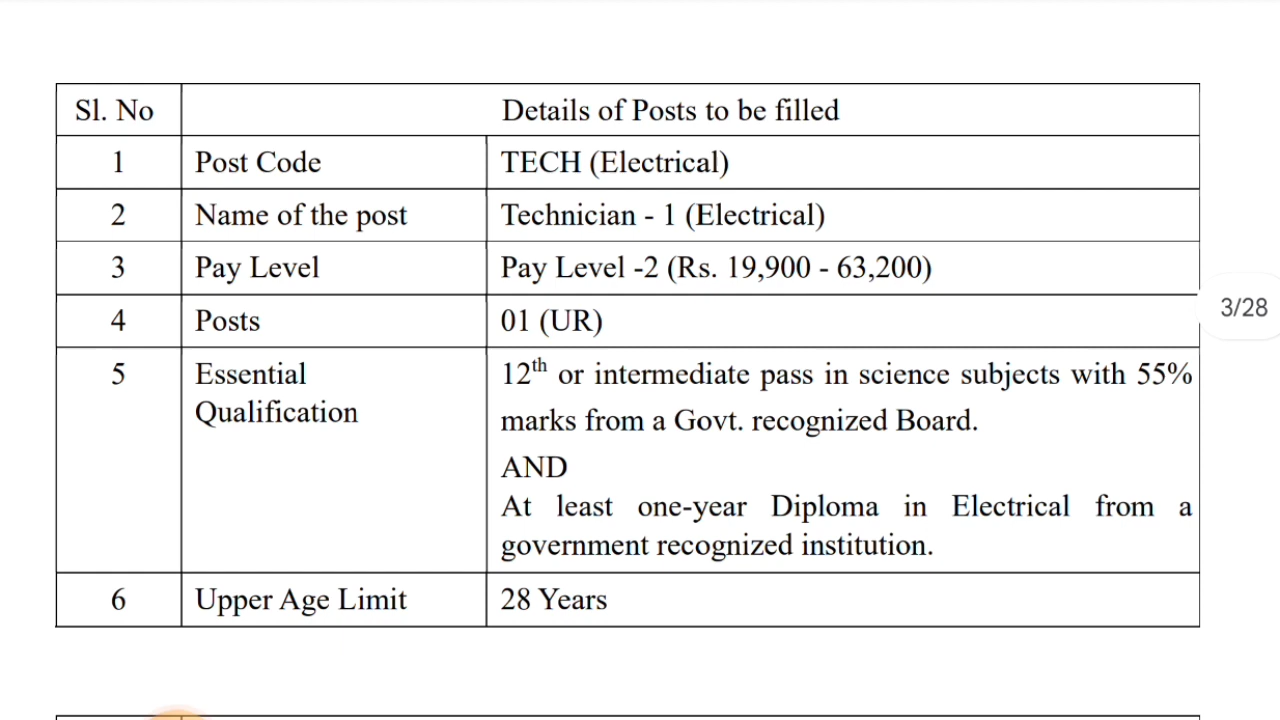 Sl. No Details of Posts to be filled
1 Post Code TECH (Electrical)
2 Name of the post Technician - 1 (Electrical)
3 Pay Level Pay Level -2 (Rs. 19,900 - 63,200)
4 Posts 01 (UR)
5 Essential 12th or intermediate pass in science subjects with 55%
Qualification marks from a Govt. recognized Board.
AND
At least one-year Diploma in Electrical from a
government recognized institution.
6 Upper Age Limit 28 Years
3/28